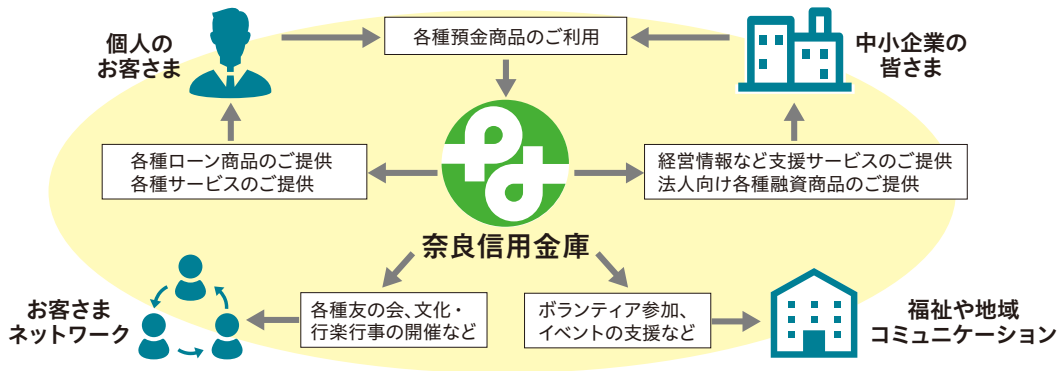 個人の
お客さま
各種預金商品のご利用
中小企業の
皆さま
各種ローン商品のご提供
各種サービスのご提供
経営情報など支援サービスのご提供
法人向け各種融資商品のご提供
奈良信用金庫
お客さま
ネットワーク
各種友の会、文化・
行楽行事の開催など
ボランティア参加、
イベントの支援など
福祉や地域
コミュニケーション